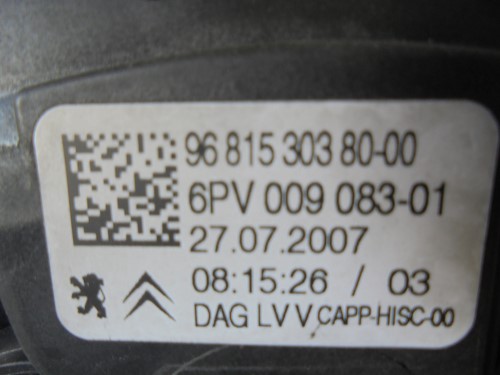 96 815 303 80-00
6PV 009 083-01
27.07.2007
08:15:26 / 03
DAG LV V CAPP-HISC-00